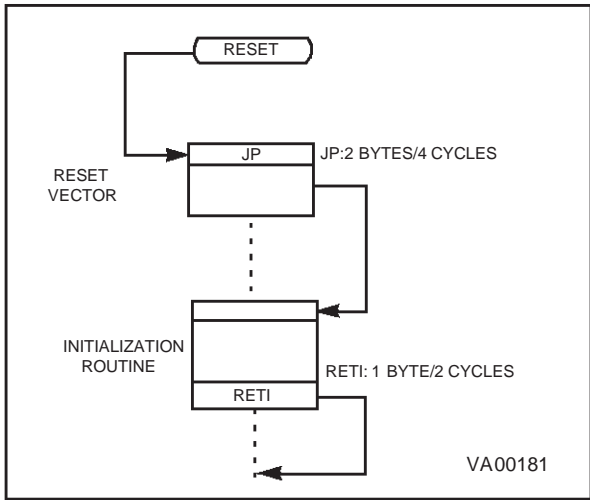 RESET
JP
JP:2 BYTES/4 CYCLES
RESET
VECTOR
INITIALIZATION
ROUTINE
RETI: 1 BYTE/2 CYCLES
RETI
VA00181